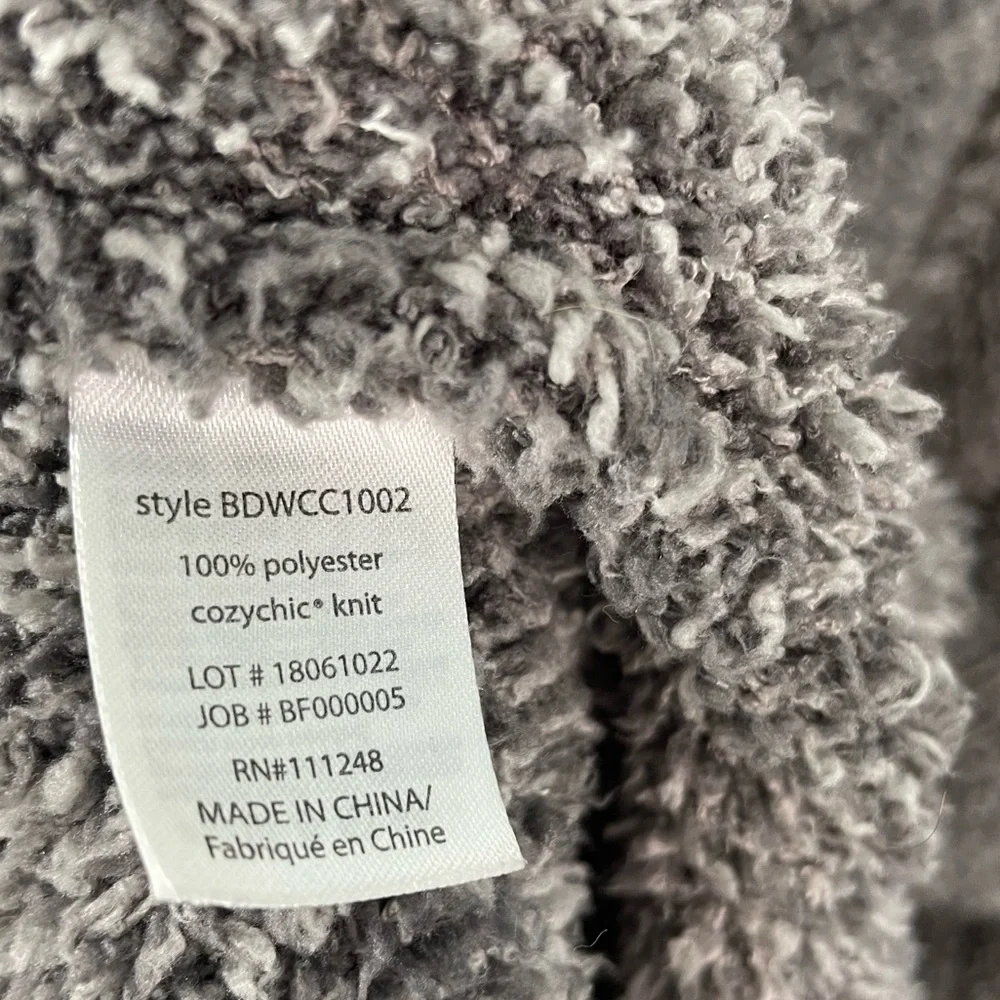 style BDWCC1002
100% polyester
cozychic® knit
LOT # 18061022
JOB # BF000005
RN#111248
MADE IN CHINA/
Fabriqué en Chine